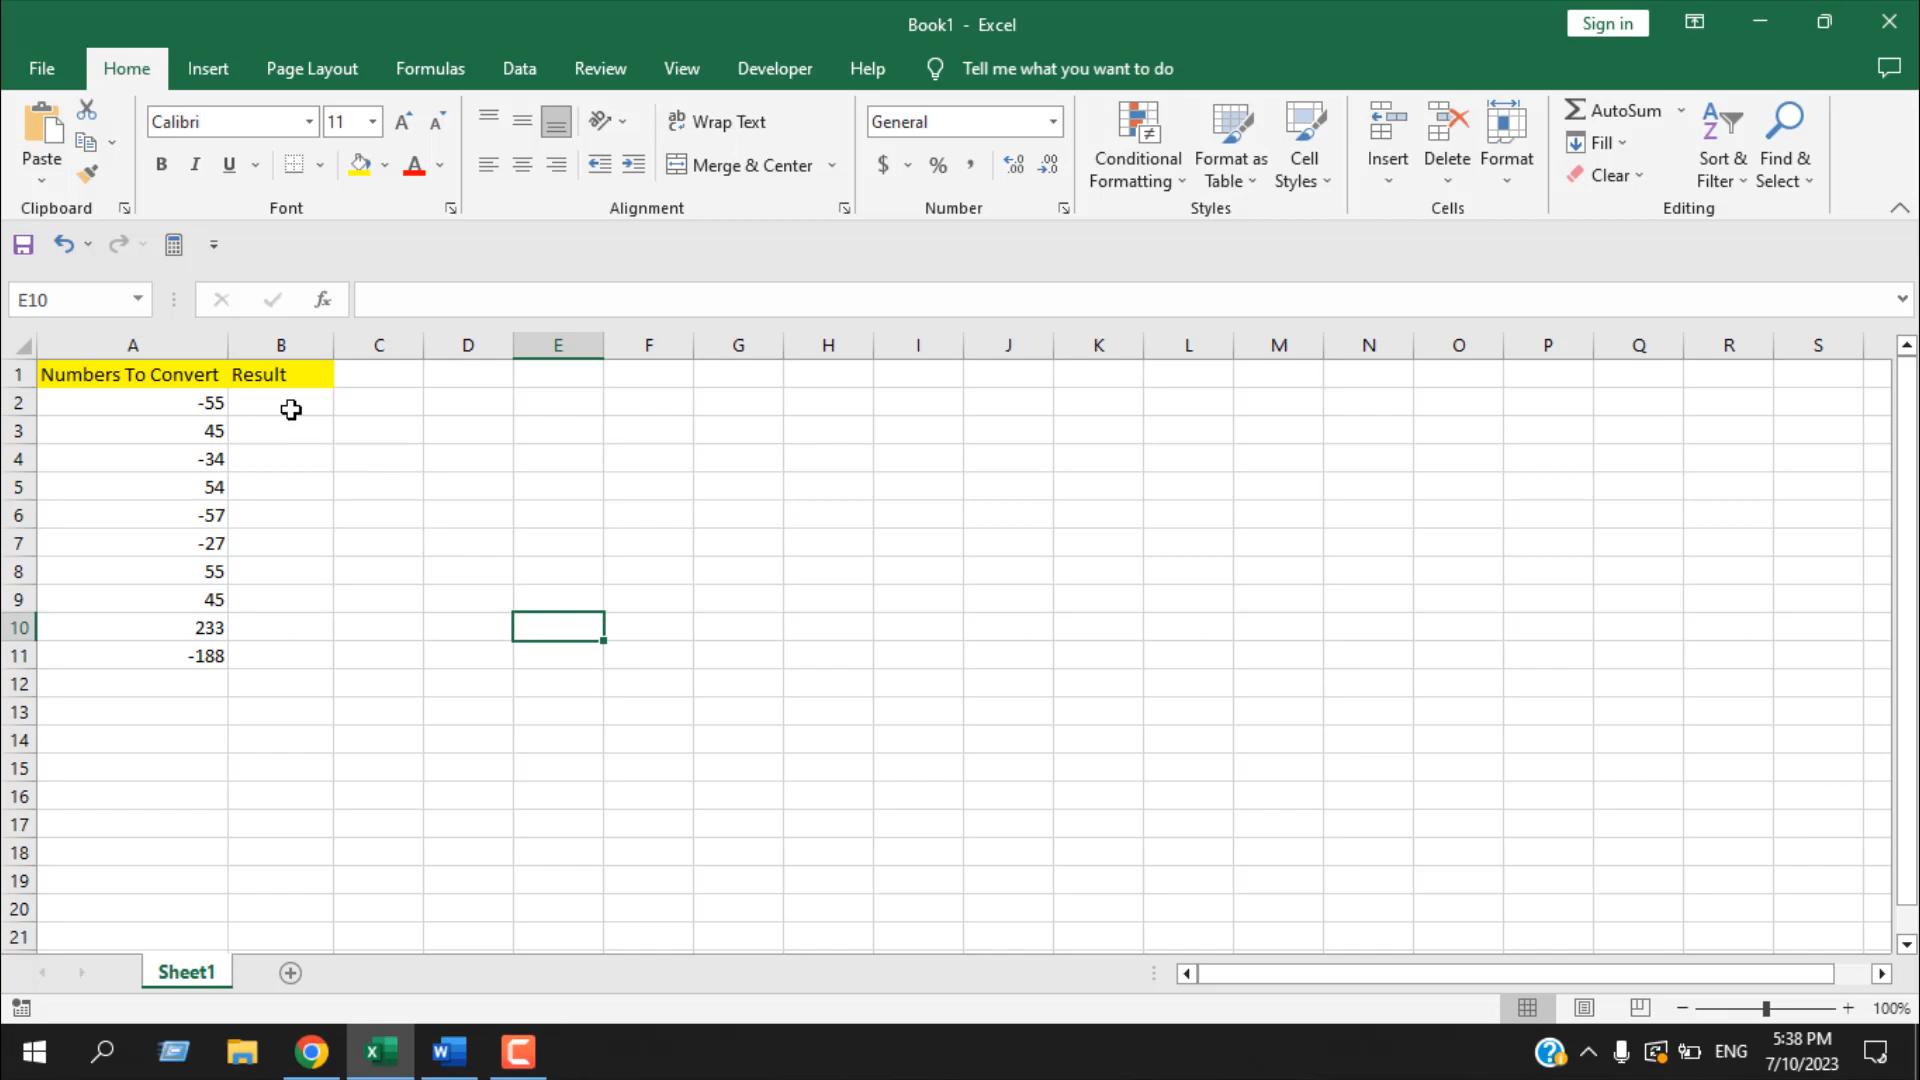 Book1 - Excel
Sign in
File Home Insert Page Layout Formulas Data Review View Developer Help Tell me what you want to do
Paste
Clipboard
Calibri 11
B I U
Font
Wrap Text
Merge & Center
Alignment
General
$ %
Number
Conditional Formatting
Format as Table
Cell Styles
Styles
Insert Delete Format
Cells
AutoSum
Fill
Clear
Sort & Filter
Find & Select
Editing
E10
fx
A B C D E F G H I J K L M N O P Q R S
1 Numbers To Convert Result
2 -55
3 45
4 -34
5 54
6 -57
7 -27
8 55
9 45
10 233
11 -188
12
13
14
15
16
17
18
19
20
21
Sheet1
100%
ENG
5:38 PM
7/10/2023